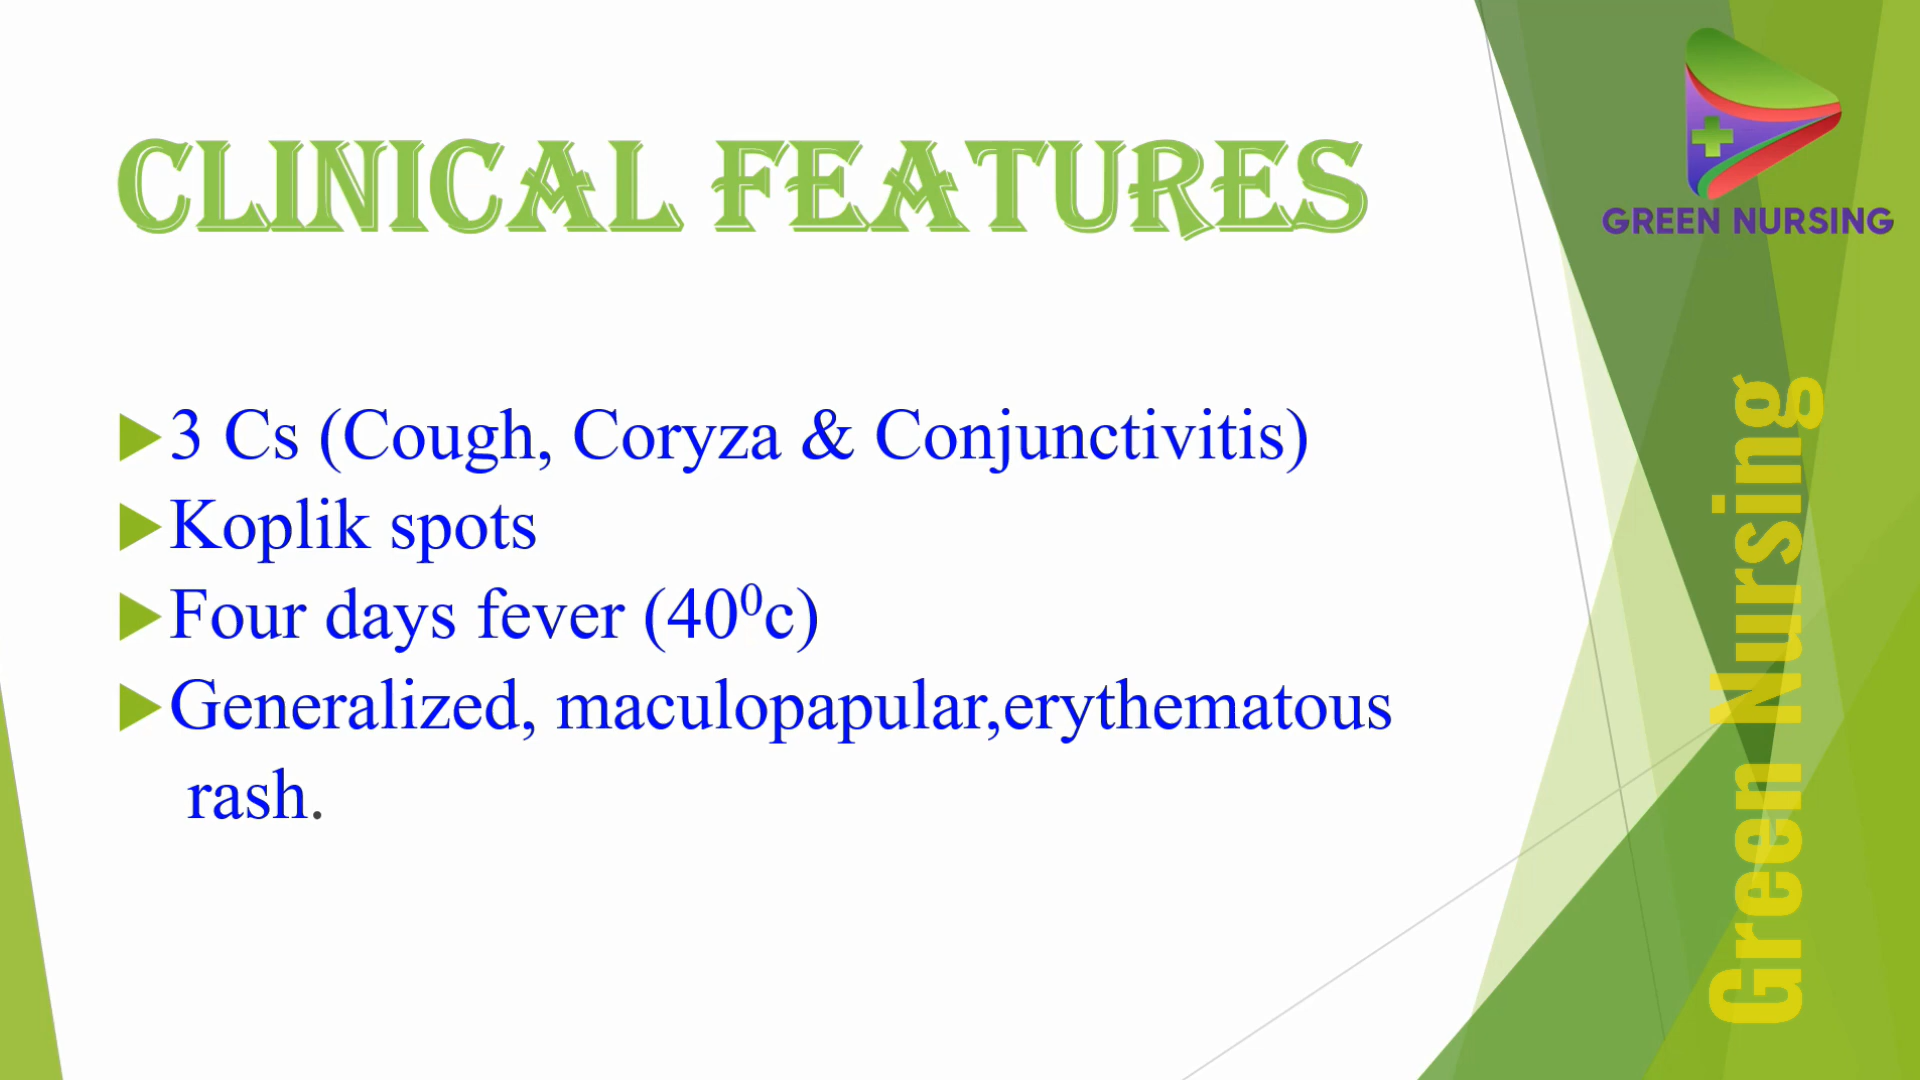 CLINICAL FEATURES
GREEN NURSING
3 Cs (Cough, Coryza & Conjunctivitis)
Koplik spots
Four days fever (40⁰c)
Generalized, maculopapular,erythematous
rash.
Green Nursing